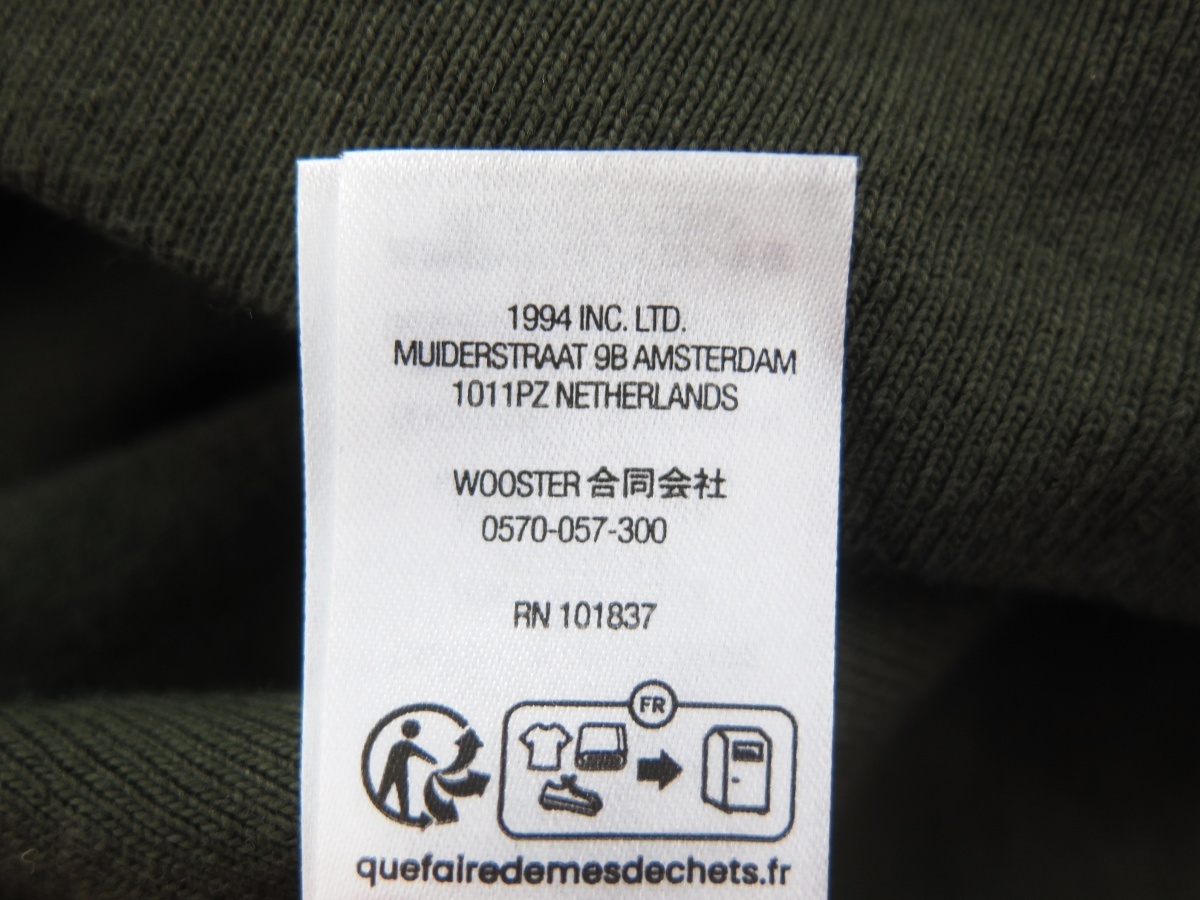 1994 INC. LTD.
MUIDERSTRAAT 9B AMSTERDAM
1011PZ NETHERLANDS
WOOSTER 合同会社
0570-057-300
RN 101837
FR
quefairedemesdechets.fr